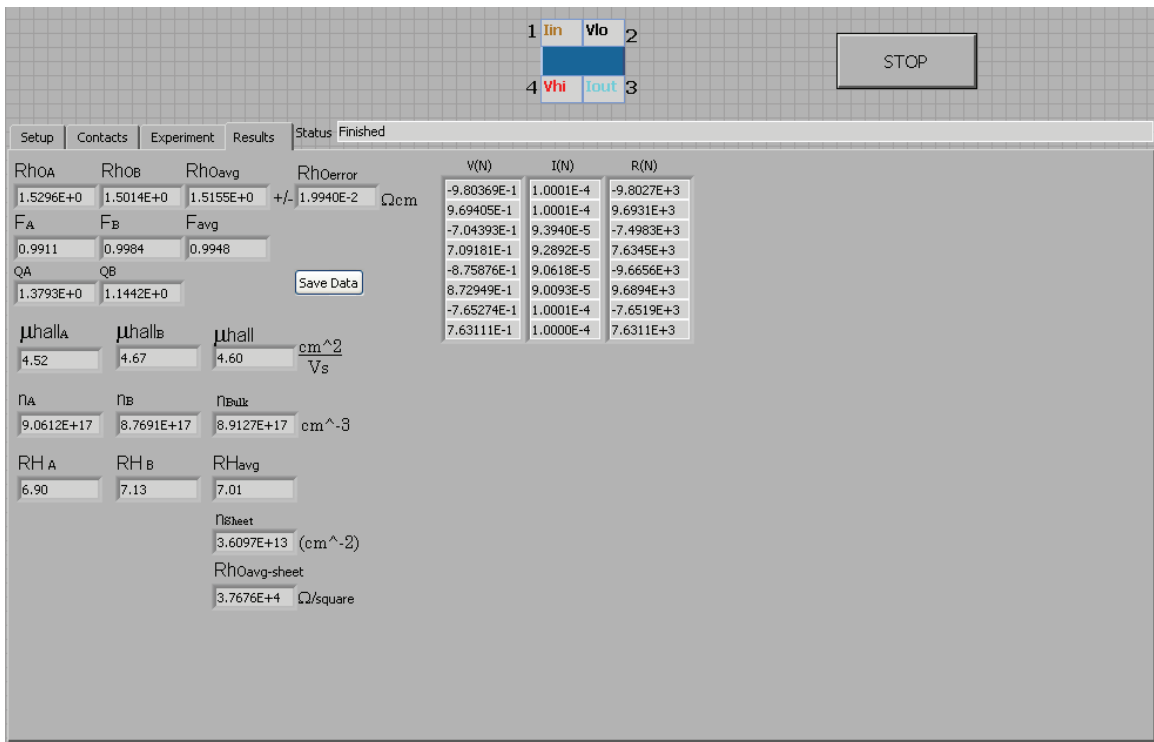 1 Iin Vlo 2
STOP
4 Vhi Iout 3
Setup Contacts Experiment Results Status Finished
RhoA RhoB Rhoavg Rhoerror
1.5296E+0 1.5014E+0 1.5155E+0 +/- 1.9940E-2 Ωcm
FA FB Favg
0.9911 0.9984 0.9948
QA QB
1.3793E+0 1.1442E+0
Save Data
μhallA μhallB μhall
4.52 4.67 4.60 cm^2
Vs
nA nB nBulk
9.0612E+17 8.7691E+17 8.9127E+17 cm^-3
RH A RH B RHavg
6.90 7.13 7.01
nSheet
3.6097E+13 (cm^-2)
Rhoavg-sheet
3.7676E+4 Ω/square
V(N) I(N) R(N)
-9.80369E-1 1.0001E-4 -9.8027E+3
9.69405E-1 1.0001E-4 9.6931E+3
-7.04393E-1 9.3940E-5 -7.4983E+3
7.09181E-1 9.2892E-5 7.6345E+3
-8.75876E-1 9.0618E-5 -9.6656E+3
8.72949E-1 9.0093E-5 9.6894E+3
-7.65274E-1 1.0001E-4 -7.6519E+3
7.63111E-1 1.0000E-4 7.6311E+3